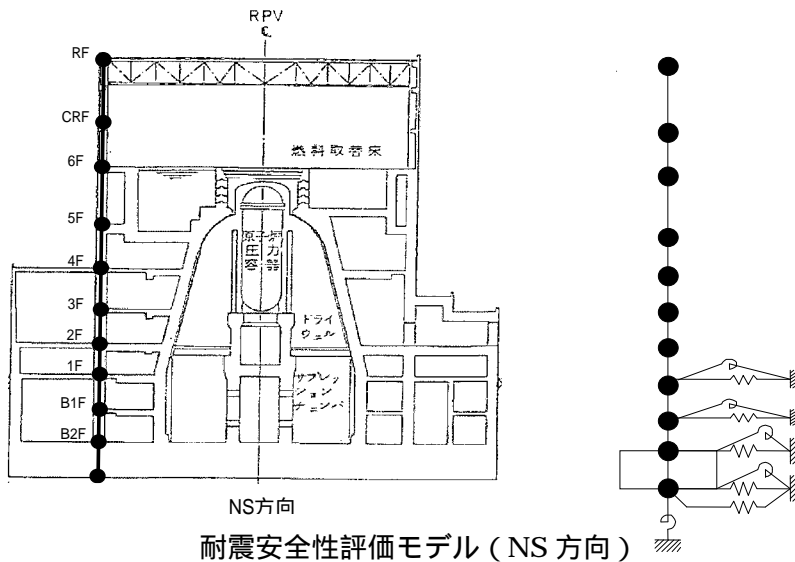 RPV
℄
RF
CRF
燃料取替床
6F
5F
原子炉
圧力
容器
4F
3F
ドライ
ウェル
2F
1F
サプレッ
ション
チェンバ
B1F
B2F
NS方向
耐震安全性評価モデル（NS 方向）